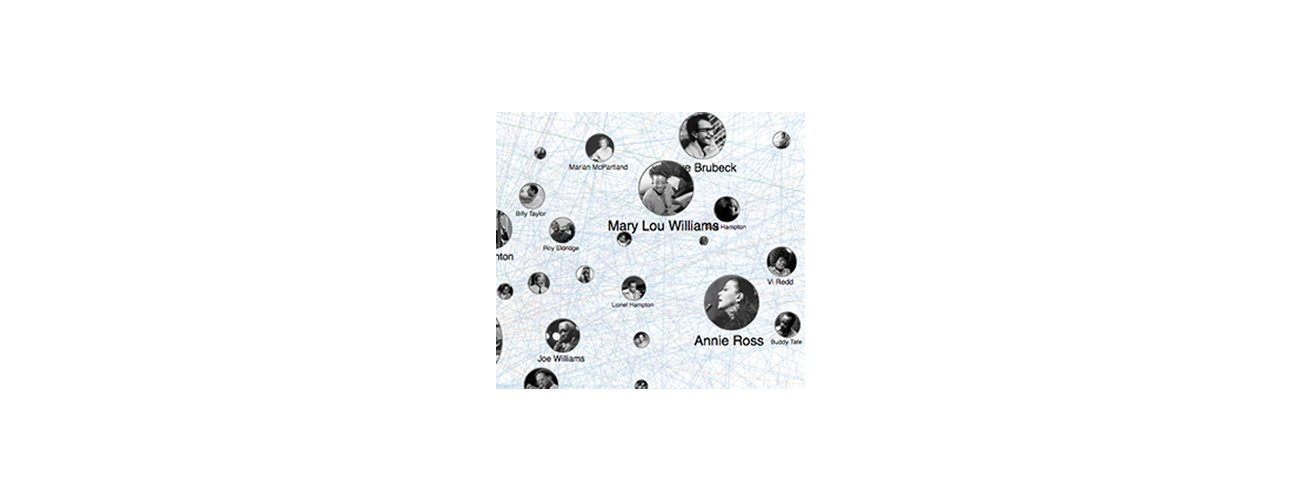 Marian McPartland
ve Brubeck
Billy Taylor
Mary Lou Williams
Hampton
Roy Eldridge
nton
Vi Redd
Lionel Hampton
Annie Ross
Buddy Tate
Joe Williams